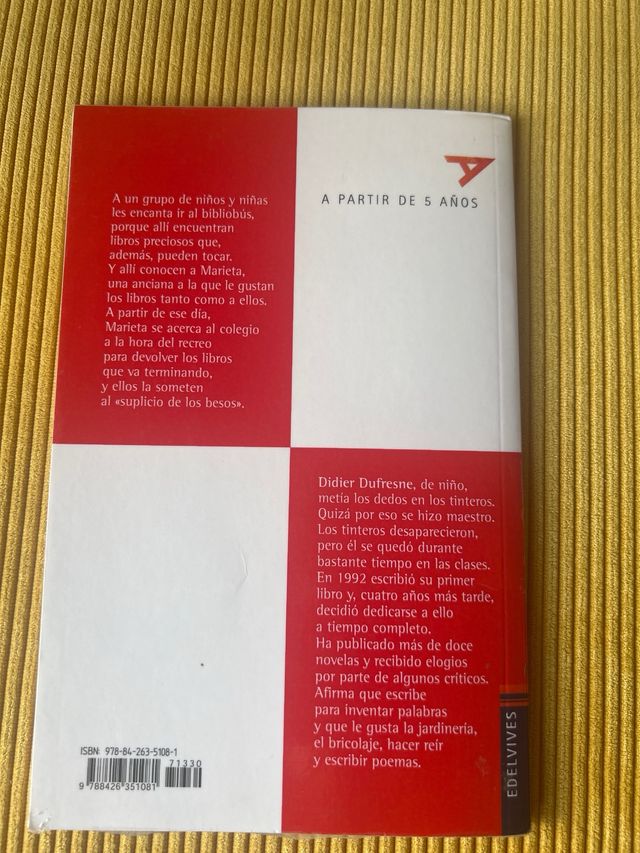 A PARTIR DE 5 AÑOS
A un grupo de niños y niñas
les encanta ir al bibliobús,
porque allí encuentran
libros preciosos que,
además, pueden tocar.
Y allí conocen a Marieta,
una anciana a la que le gustan
los libros tanto como a ellos.
A partir de ese día,
Marieta se acerca al colegio
a la hora del recreo
para devolver los libros
que va terminando,
y ellos la someten
al «suplicio de los besos».
Didier Dufresne, de niño,
metía los dedos en los tinteros.
Quizá por eso se hizo maestro.
Los tinteros desaparecieron,
pero él se quedó durante
bastante tiempo en las clases.
En 1992 escribió su primer
libro y, cuatro años más tarde,
decidió dedicarse a ello
a tiempo completo.
Ha publicado más de doce
novelas y recibido elogios
por parte de algunos críticos.
Afirma que escribe
para inventar palabras
y que le gusta la jardinería,
el bricolaje, hacer reír
y escribir poemas.
ISBN: 978-84-263-5108-1
71330
9 788426 351081
EDELVIVES